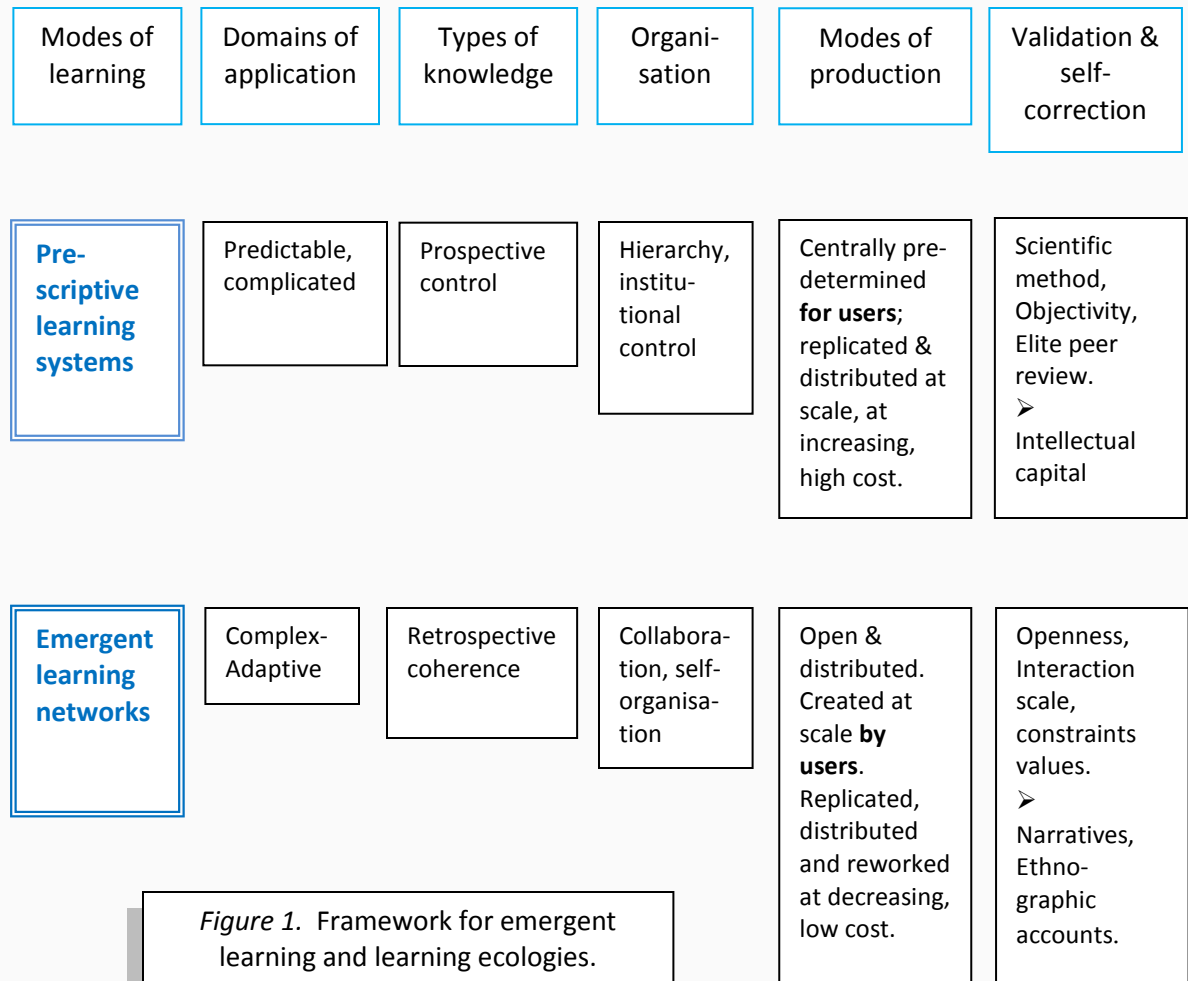 Modes of
learning
Domains of
application
Types of
knowledge
Organi-
sation
Modes of
production
Validation &
self-
correction
Pre-
scriptive
learning
systems
Predictable,
complicated
Prospective
control
Hierarchy,
institu-
tional
control
Centrally pre-
determined
for users;
replicated &
distributed at
scale, at
increasing,
high cost.
Scientific
method,
Objectivity,
Elite peer
review.
➢
Intellectual
capital
Emergent
learning
networks
Complex-
Adaptive
Retrospective
coherence
Collabora-
tion, self-
organisa-
tion
Open &
distributed.
Created at
scale by
users.
Replicated,
distributed
and reworked
at decreasing,
low cost.
Openness,
Interaction
scale,
constraints
values.
➢
Narratives,
Ethno-
graphic
accounts.
Figure 1. Framework for emergent
learning and learning ecologies.